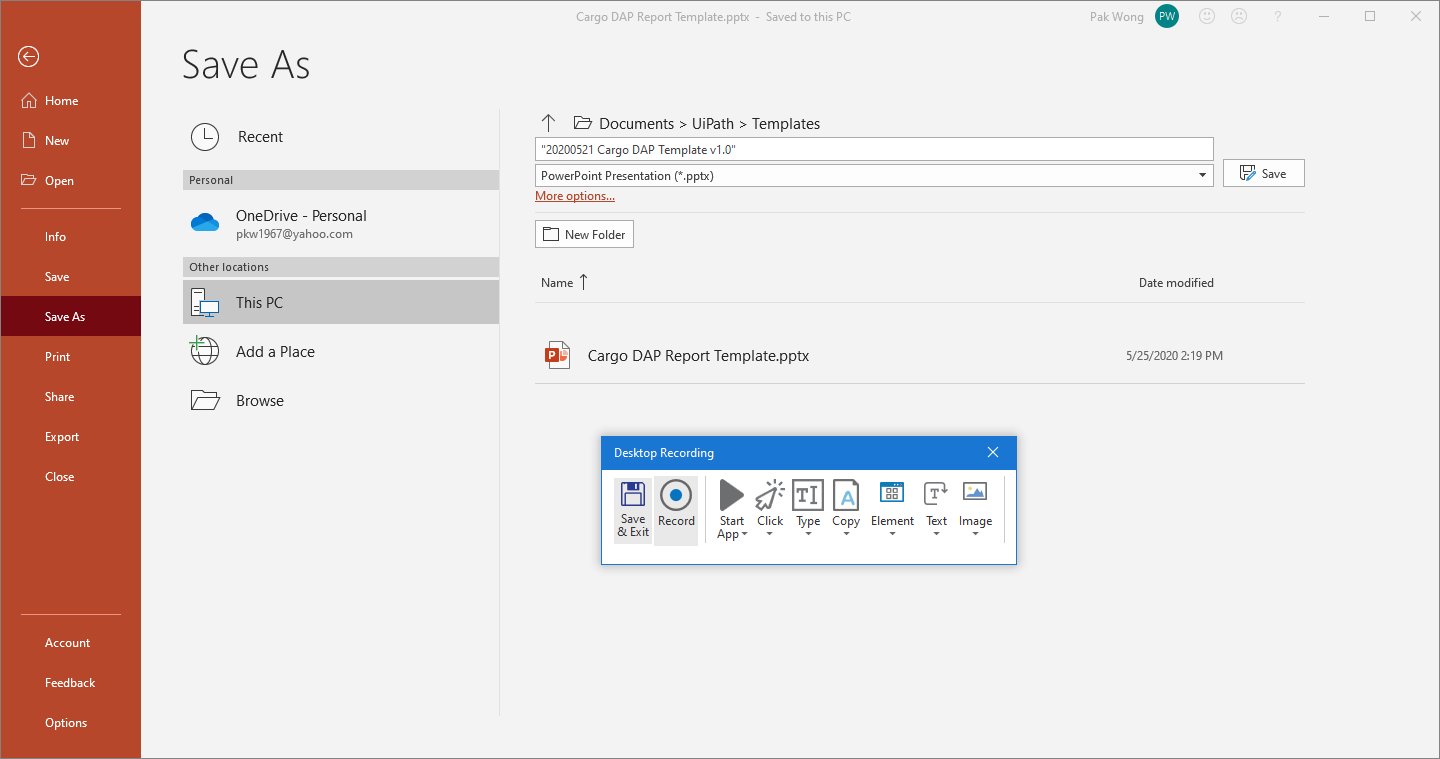 Cargo DAP Report Template.pptx - Saved to this PC
Pak Wong
PW
?
Save As
Home
New
Open
Info
Save
Save As
Print
Share
Export
Close
Account
Feedback
Options
Recent
Personal
OneDrive - Personal
pkw1967@yahoo.com
Other locations
This PC
Add a Place
Browse
Documents > UiPath > Templates
"20200521 Cargo DAP Template v1.0"
PowerPoint Presentation (*.pptx)
Save
More options...
New Folder
Name
Date modified
P
Cargo DAP Report Template.pptx
5/25/2020 2:19 PM
Desktop Recording
Save
& Exit
Record
Start
App
Click
TI
Type
A
Copy
Element
T
Text
Image